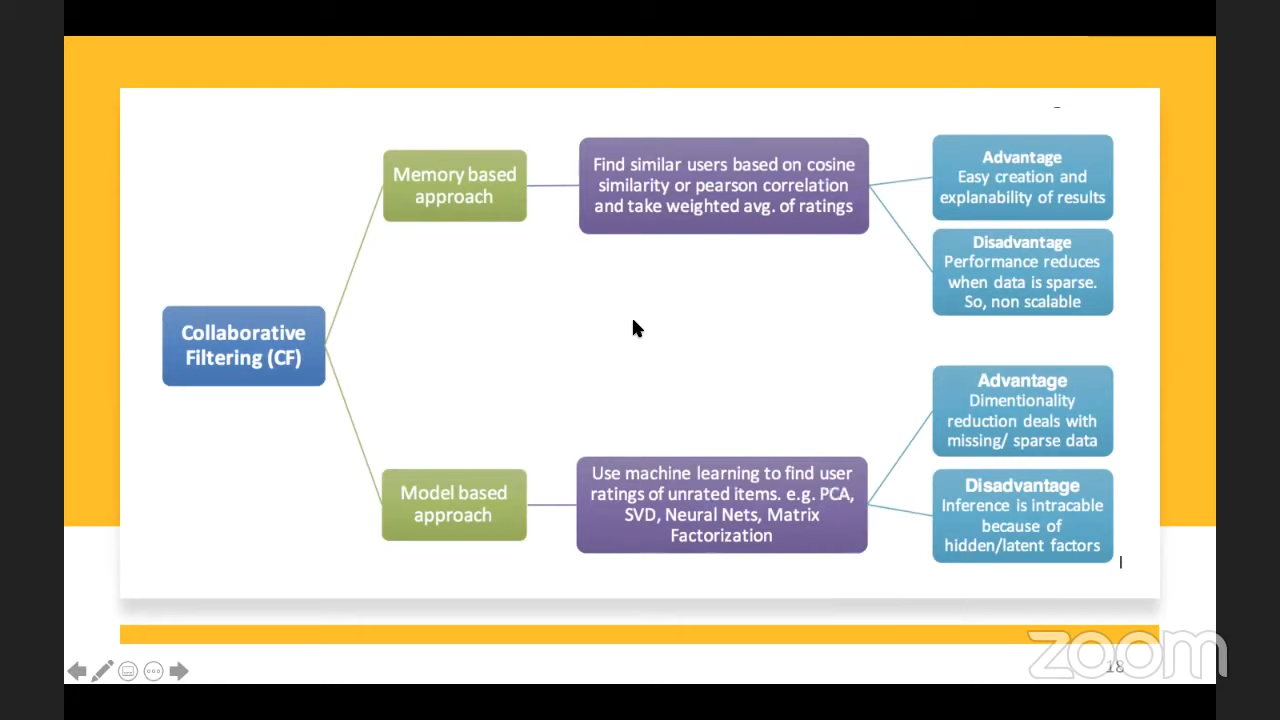 Collaborative
Filtering (CF)
Memory based
approach
Find similar users based on cosine
similarity or pearson correlation
and take weighted avg. of ratings
Advantage
Easy creation and
explanability of results
Disadvantage
Performance reduces
when data is sparse.
So, non scalable
Model based
approach
Use machine learning to find user
ratings of unrated items. e.g. PCA,
SVD, Neural Nets, Matrix
Factorization
Advantage
Dimentionality
reduction deals with
missing/ sparse data
Disadvantage
Inference is intracable
because of
hidden/latent factors
18
zoom